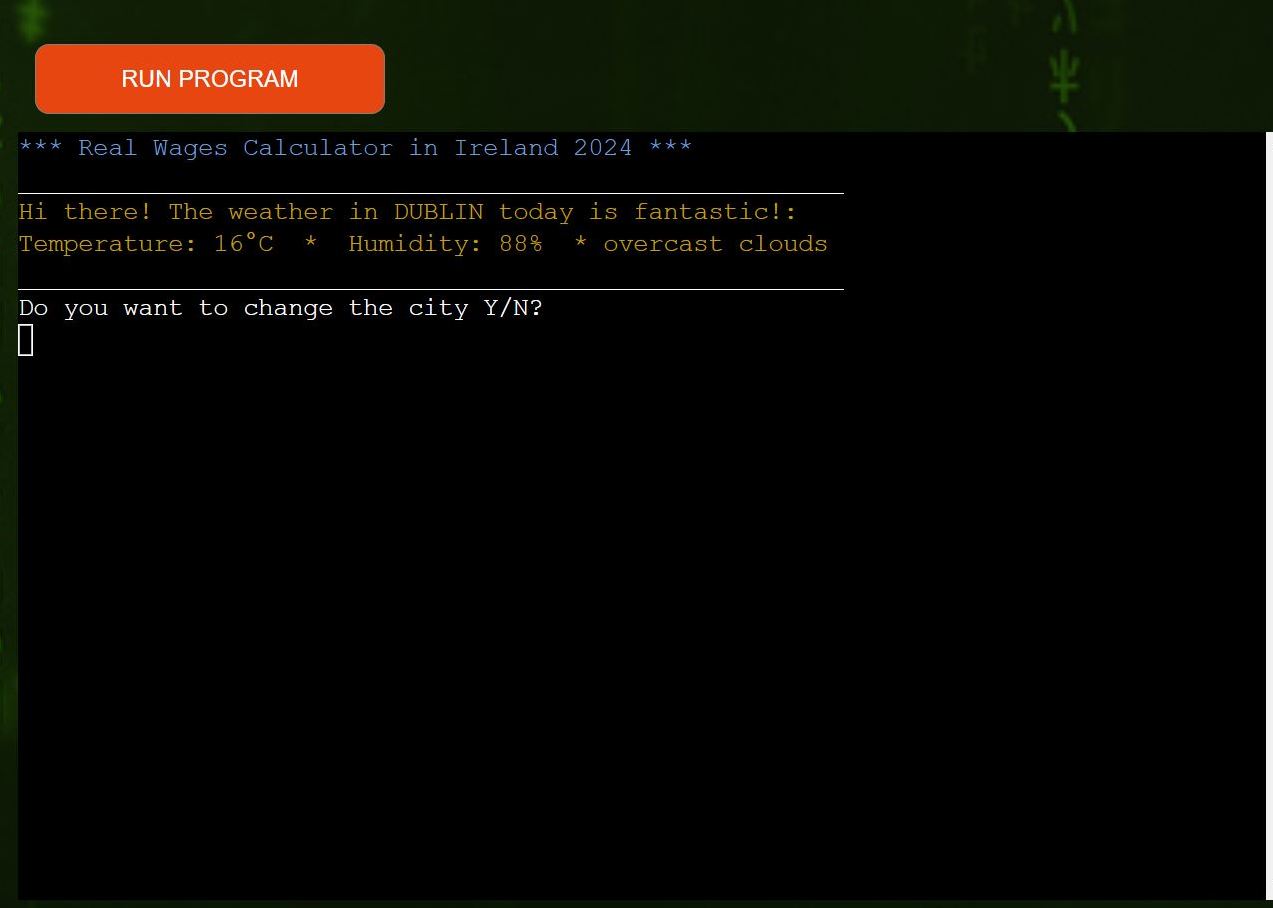 RUN PROGRAM
*** Real Wages Calculator in Ireland 2024 ***
Hi there! The weather in DUBLIN today is fantastic!:
Temperature: 16°C  *  Humidity: 88%  * overcast clouds
Do you want to change the city Y/N?